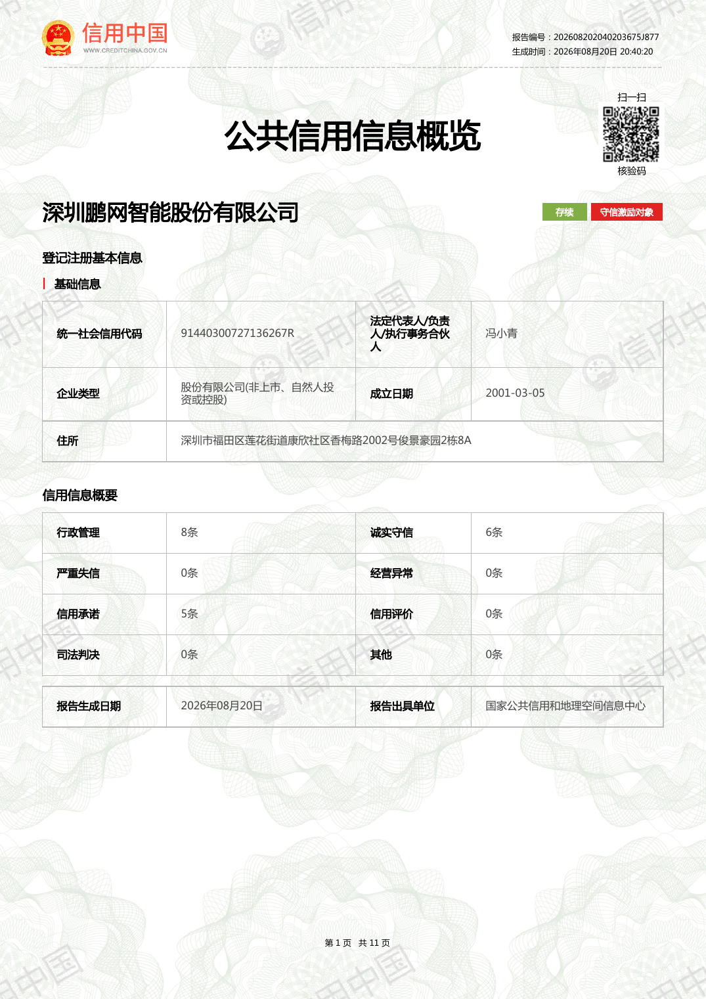 信用中国
WWW.CREDITCHINA.GOV.CN
报告编号：202608202040203675J877
生成时间：2026年08月20日 20:40:20
扫一扫
公共信用信息概览
核验码
深圳鹏网智能股份有限公司
存续
守信激励对象
登记注册基本信息
基础信息
统一社会信用代码
91440300727136267R
法定代表人/负责
人/执行事务合伙
人
冯小青
企业类型
股份有限公司(非上市、自然人投
资或控股)
成立日期
2001-03-05
住所
深圳市福田区莲花街道康欣社区香梅路2002号俊景豪园2栋8A
信用信息概要
行政管理
8条
诚实守信
6条
严重失信
0条
经营异常
0条
信用承诺
5条
信用评价
0条
司法判决
0条
其他
0条
报告生成日期
2026年08月20日
报告出具单位
国家公共信用和地理空间信息中心
第 1 页 共 11 页